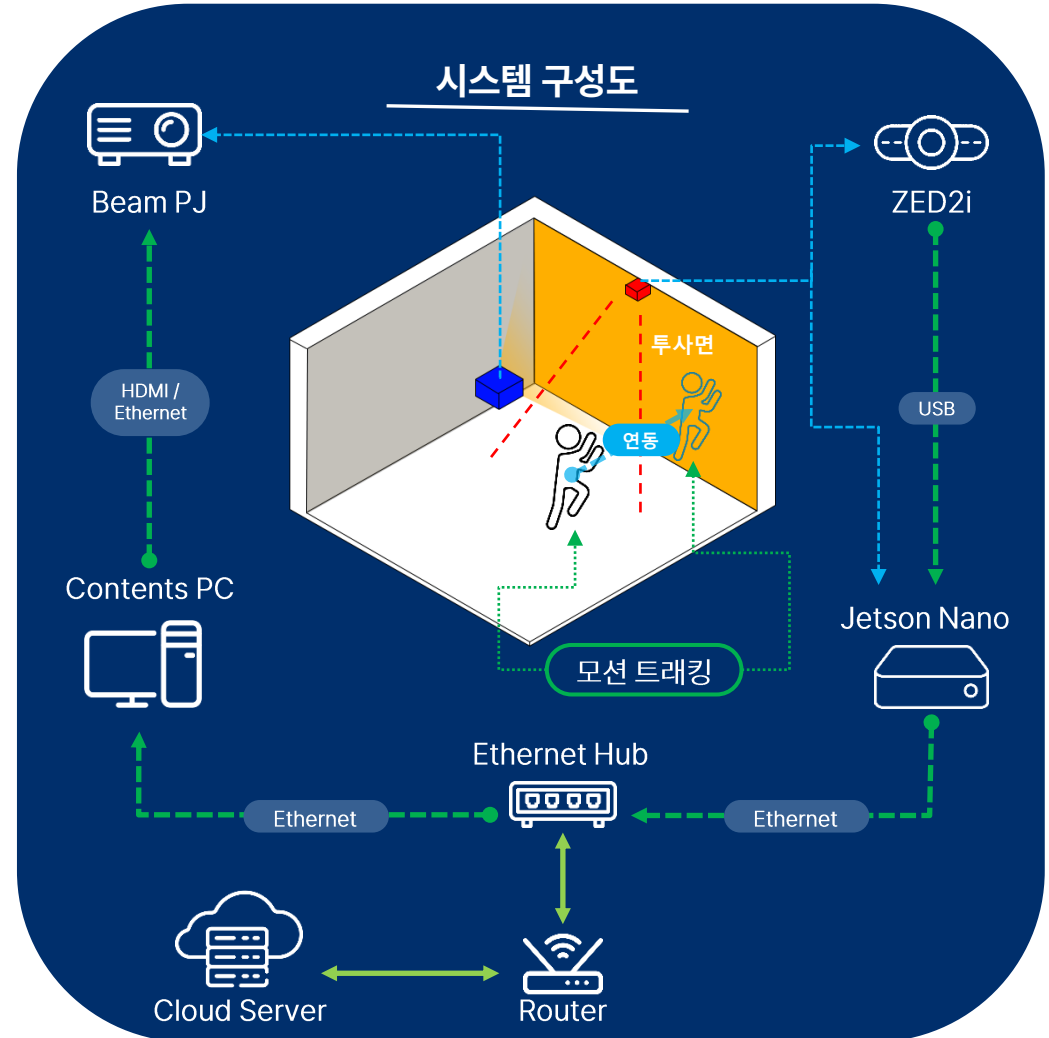 시스템 구성도
Beam PJ
ZED2i
투사면
HDMI /
Ethernet
USB
연동
Contents PC
Jetson Nano
모션 트래킹
Ethernet Hub
Ethernet
Ethernet
Cloud Server
Router